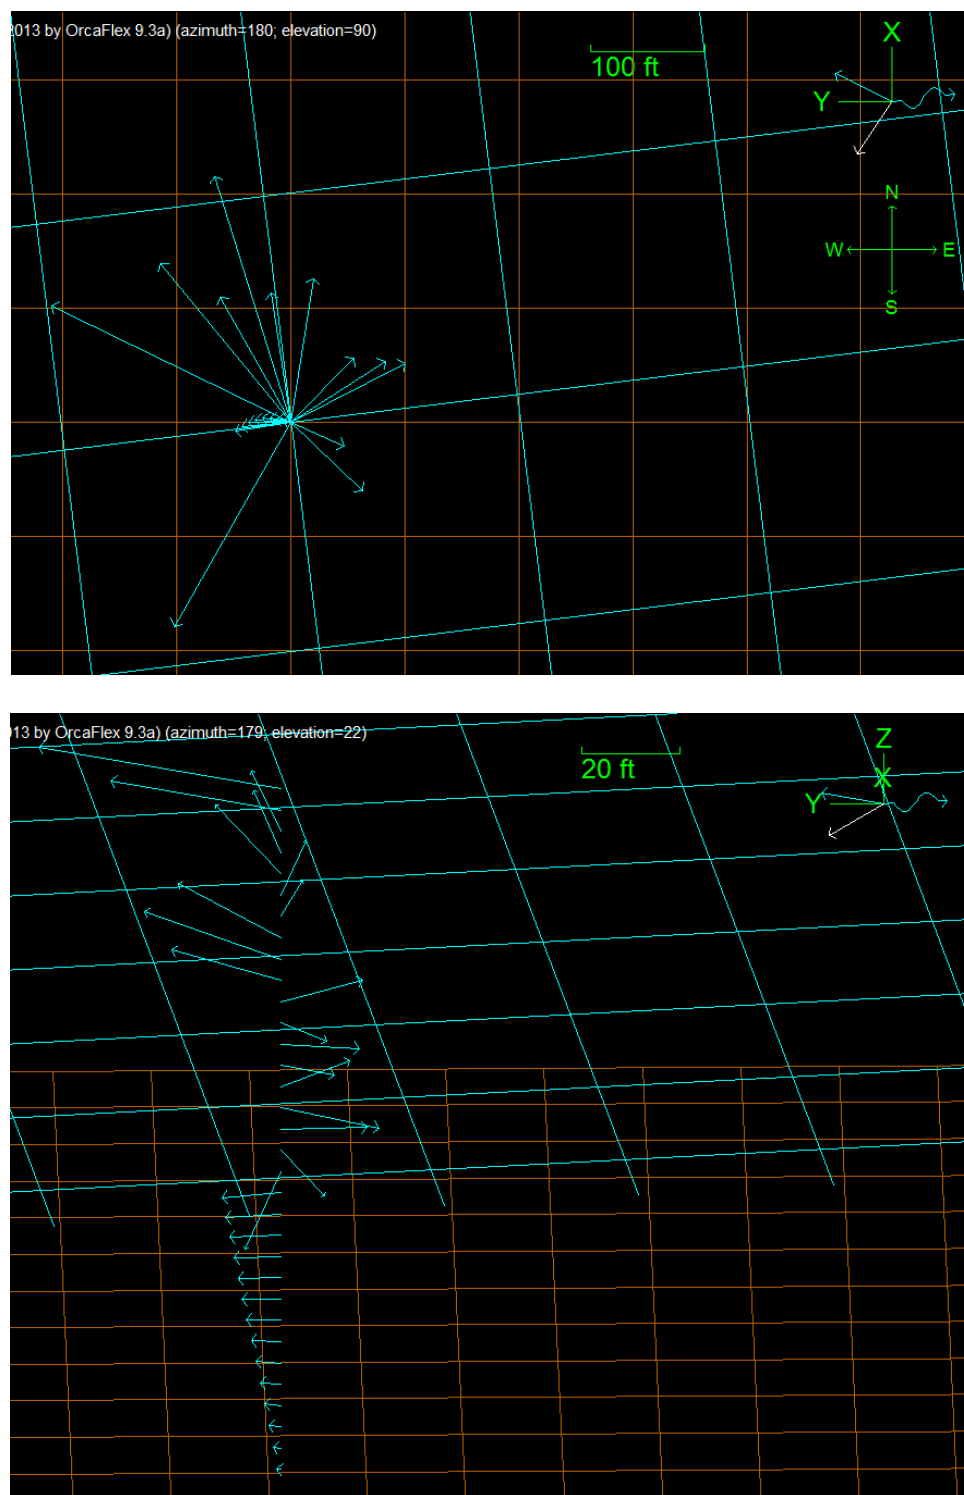 2013 by OrcaFlex 9.3a) (azimuth=180; elevation=90)
100 ft
X
Y
N
W E
S
13 by OrcaFlex 9.3a) (azimuth=179; elevation=22)
20 ft
Z
X
Y